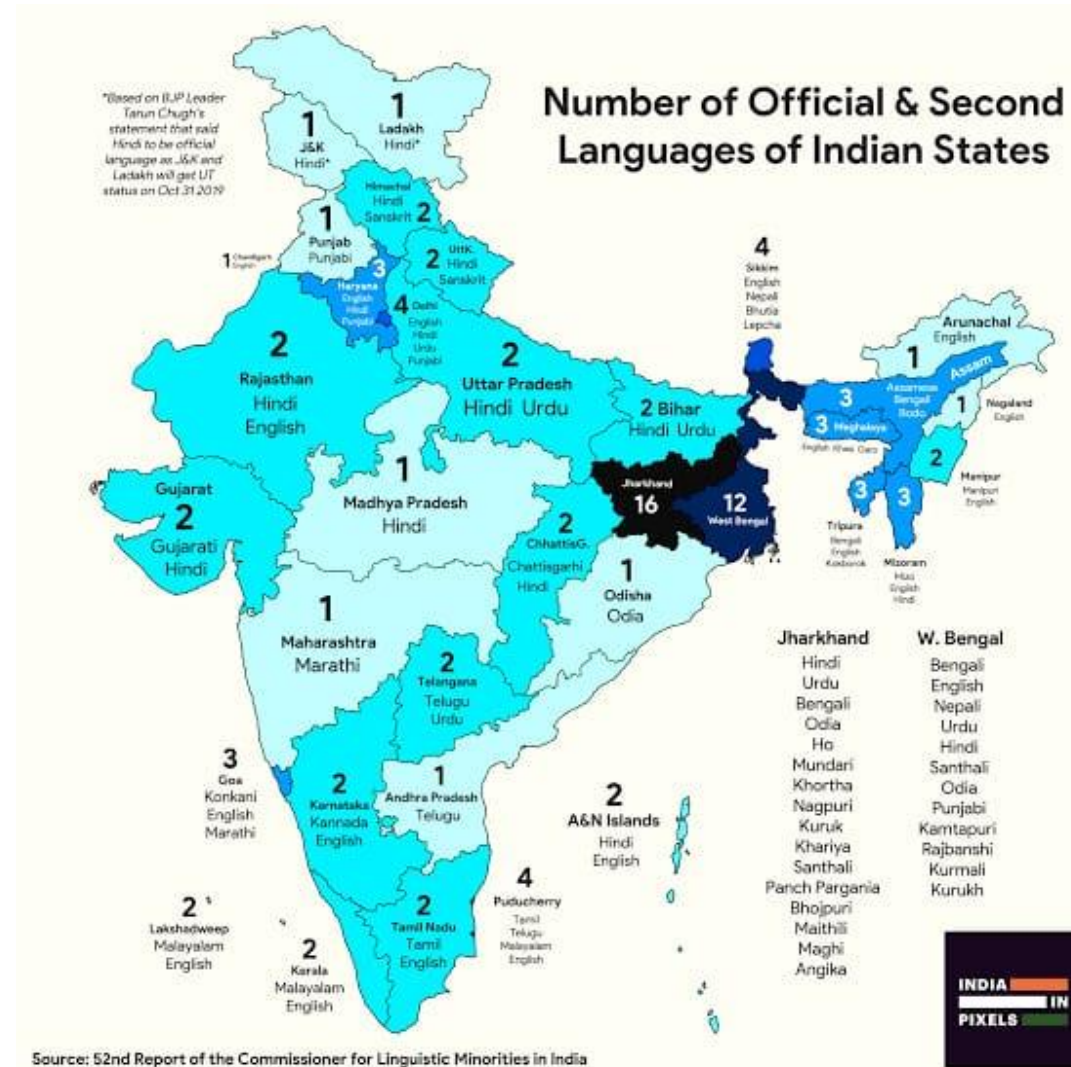 Number of Official & Second
Languages of Indian States
*Based on BJP Leader
Tarun Chugh's
statement that said
Hindi to be official
language as J&K and
Ladakh will get UT
status on Oct 31 2019
1
Ladakh
Hindi*
1
J&K
Hindi*
Himachal
Hindi
Sanskrit 2
1
Punjab
Punjabi
1 Chandigarh
English
UttK.
2 Hindi
Sanskrit
3
Haryana
English
Hindi
Punjabi
4 Delhi
English
Hindi
Urdu
Punjabi
2
Rajasthan
Hindi
English
2
Uttar Pradesh
Hindi Urdu
2 Bihar
Hindi Urdu
4
Sikkim
English
Nepali
Bhutia
Lepcha
Arunachal
English
1
Assam
3
Assamese
Bengali
Bodo
3 Meghalaya
English Khasi Garo
1
Nagaland
English
2
Manipur
Manipuri
English
3
Tripura
Bengali
English
Kokborok
3
Mizoram
Mizo
English
Hindi
Gujarat
2
Gujarati
Hindi
1
Madhya Pradesh
Hindi
Jharkhand
16
12
West Bengal
2
ChhattisG.
Chattisgarhi
Hindi
1
Odisha
Odia
1
Maharashtra
Marathi
2
Telangana
Telugu
Urdu
3
Goa
Konkani
English
Marathi
2
Karnataka
Kannada
English
1
Andhra Pradesh
Telugu
2
A&N Islands
Hindi
English
4
Puducherry
Tamil
Telugu
Malayalam
English
2
Tamil Nadu
Tamil
English
2
Lakshadweep
Malayalam
English
2
Kerala
Malayalam
English
Jharkhand
Hindi
Urdu
Bengali
Odia
Ho
Mundari
Khortha
Nagpuri
Kuruk
Khariya
Santhali
Panch Pargania
Bhojpuri
Maithili
Maghi
Angika
W. Bengal
Bengali
English
Nepali
Urdu
Hindi
Santhali
Odia
Punjabi
Kamtapuri
Rajbanshi
Kurmali
Kurukh
INDIA
IN
PIXELS
Source: 52nd Report of the Commissioner for Linguistic Minorities in India